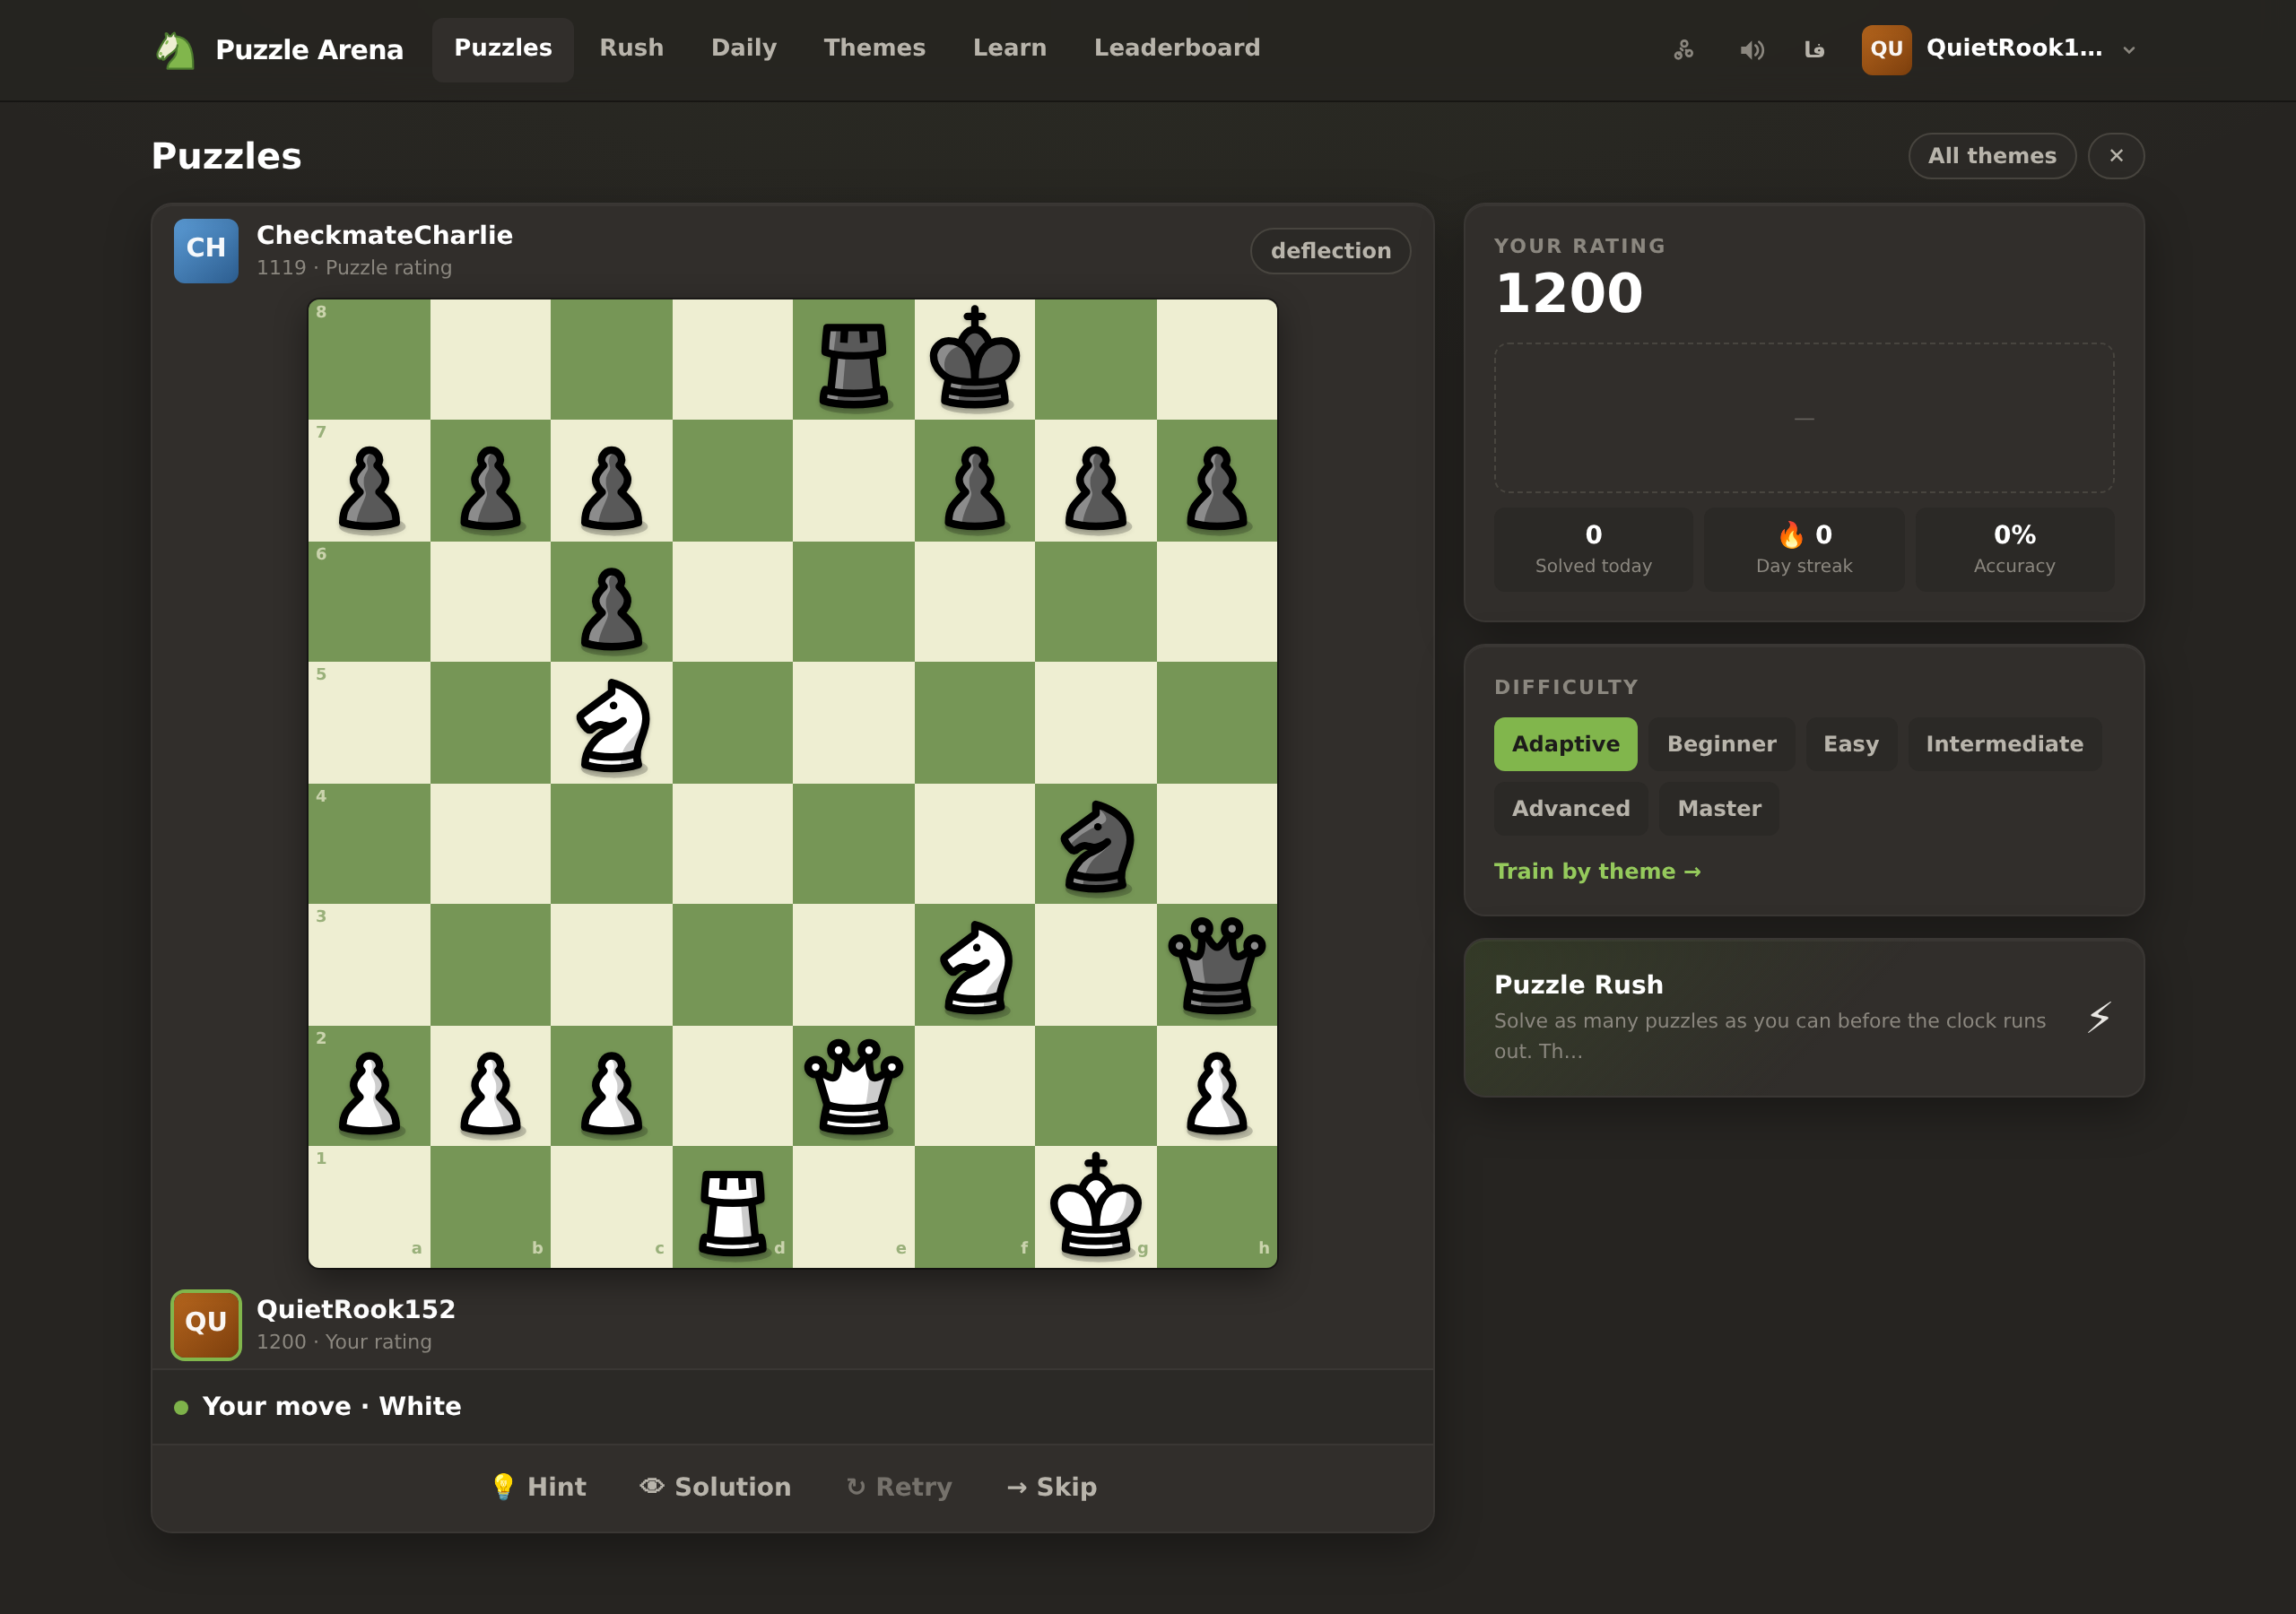 Puzzle Arena Puzzles Rush Daily Themes Learn Leaderboard فا QU QuietRook1...
Puzzles
All themes ✕
CH CheckmateCharlie
1119 · Puzzle rating
deflection
8
7
6
5
4
3
2
1
a b c d e f g h
QU QuietRook152
1200 · Your rating
Your move · White
💡 Hint 👁 Solution ↻ Retry → Skip
YOUR RATING
1200
—
0 🔥 0 0%
Solved today Day streak Accuracy
DIFFICULTY
Adaptive Beginner Easy Intermediate
Advanced Master
Train by theme →
Puzzle Rush
Solve as many puzzles as you can before the clock runs
out. Th...
⚡